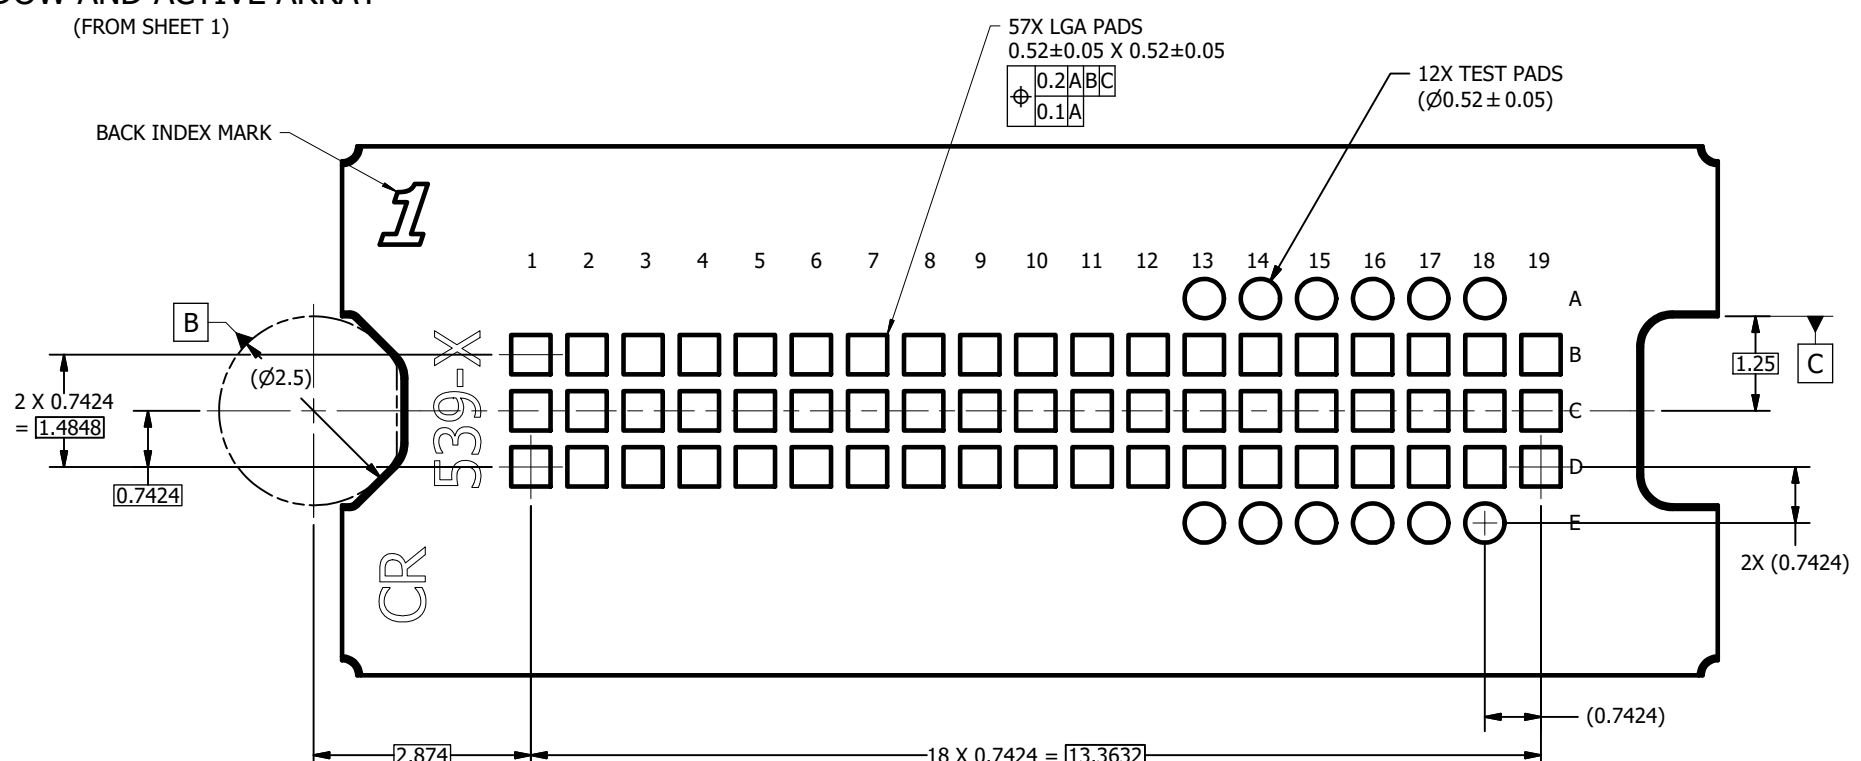 (FROM SHEET 1)
57X LGA PADS
0.52±0.05 X 0.52±0.05
⌖ 0.2 A B C
0.1 A
12X TEST PADS
(Ø0.52±0.05)
BACK INDEX MARK
1
1 2 3 4 5 6 7 8 9 10 11 12 13 14 15 16 17 18 19
A
B
C
D
E
B
(Ø2.5)
539-X
CR
2 X 0.7424
= 1.4848
0.7424
1.25
C
2X (0.7424)
(0.7424)
2.874
18 X 0.7424 = 13.3632